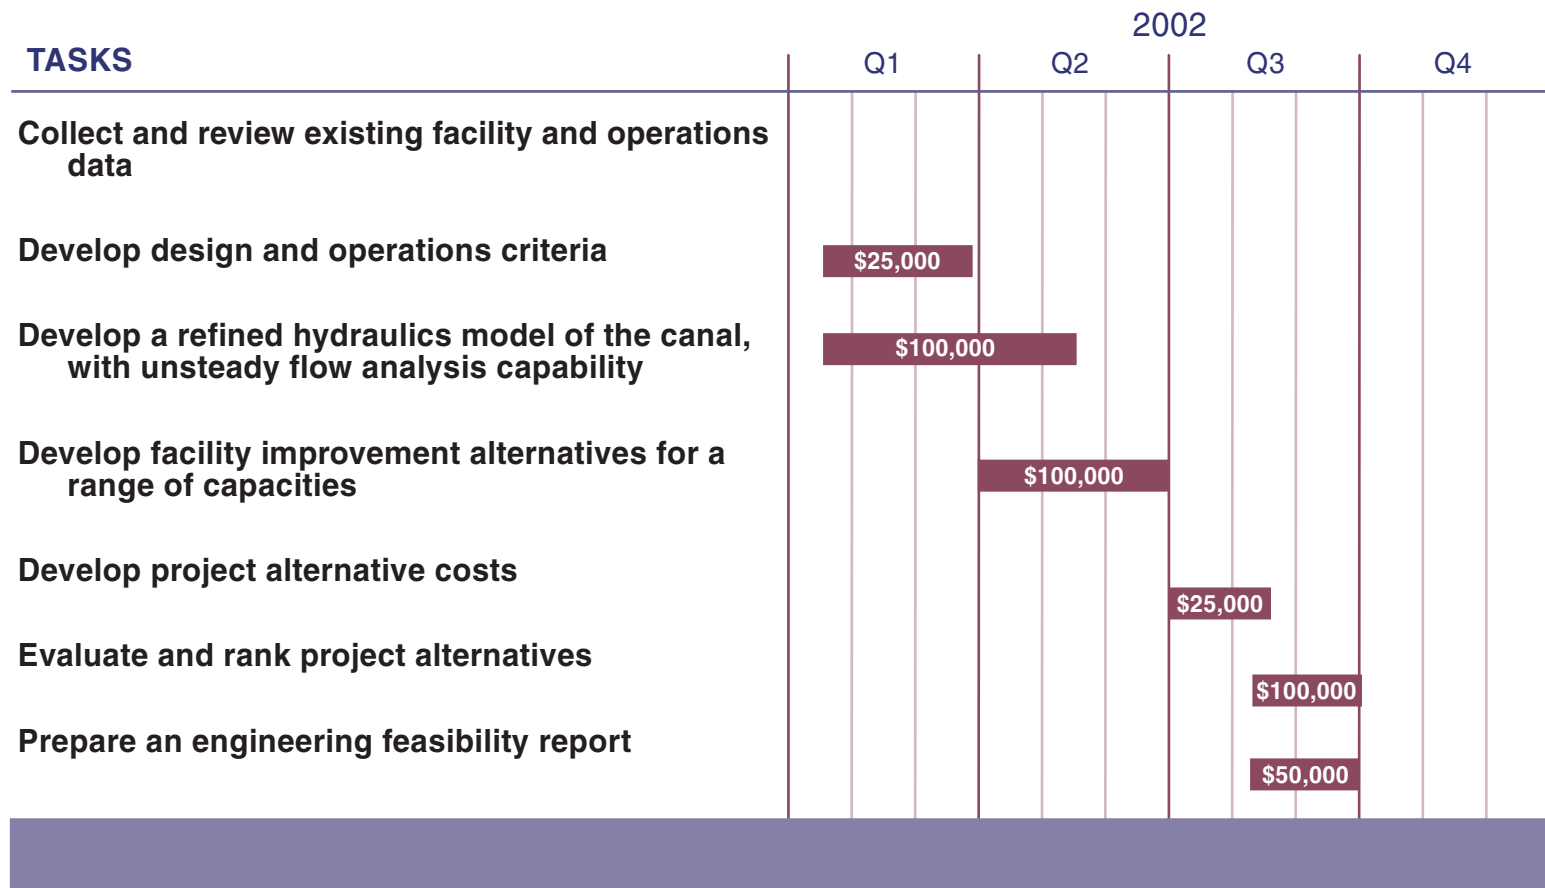 2002
TASKS Q1 Q2 Q3 Q4
Collect and review existing facility and operations
data
Develop design and operations criteria
$25,000
Develop a refined hydraulics model of the canal,
with unsteady flow analysis capability
$100,000
Develop facility improvement alternatives for a
range of capacities
$100,000
Develop project alternative costs
$25,000
Evaluate and rank project alternatives
$100,000
Prepare an engineering feasibility report
$50,000